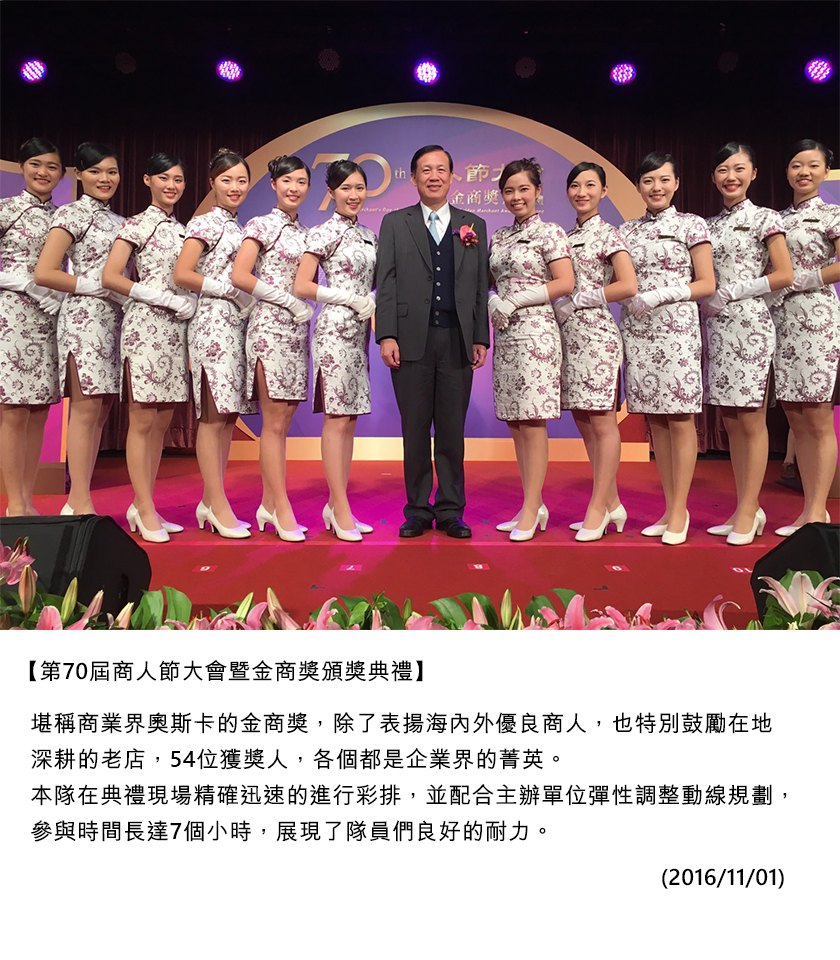 70th 人節大
金商獎
【第70屆商人節大會暨金商獎頒獎典禮】
堪稱商業界奧斯卡的金商獎，除了表揚海內外優良商人，也特別鼓勵在地
深耕的老店，54位獲獎人，各個都是企業界的菁英。
本隊在典禮現場精確迅速的進行彩排，並配合主辦單位彈性調整動線規劃，
參與時間長達7個小時，展現了隊員們良好的耐力。
(2016/11/01)